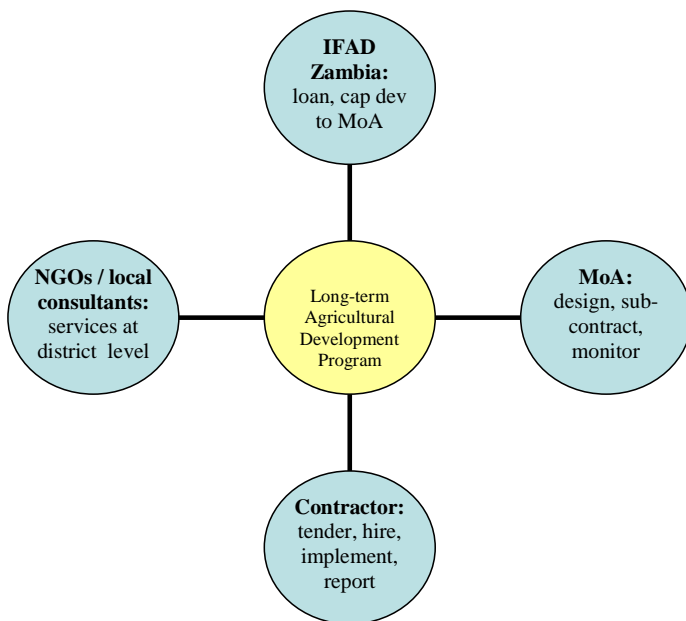 IFAD
Zambia:
loan, cap dev
to MoA
NGOs / local
consultants:
services at
district level
Long-term
Agricultural
Development
Program
MoA:
design, sub-
contract,
monitor
Contractor:
tender, hire,
implement,
report